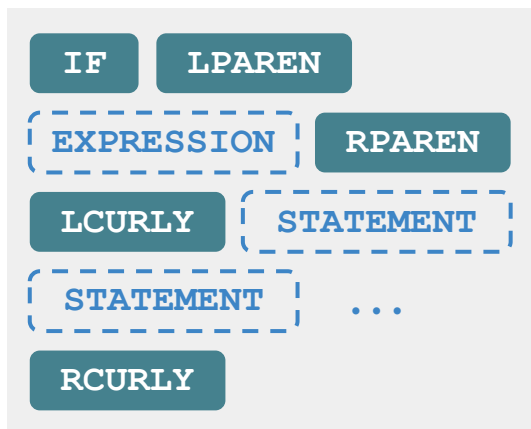 IF LPAREN
EXPRESSION RPAREN
LCURLY STATEMENT
STATEMENT ...
RCURLY